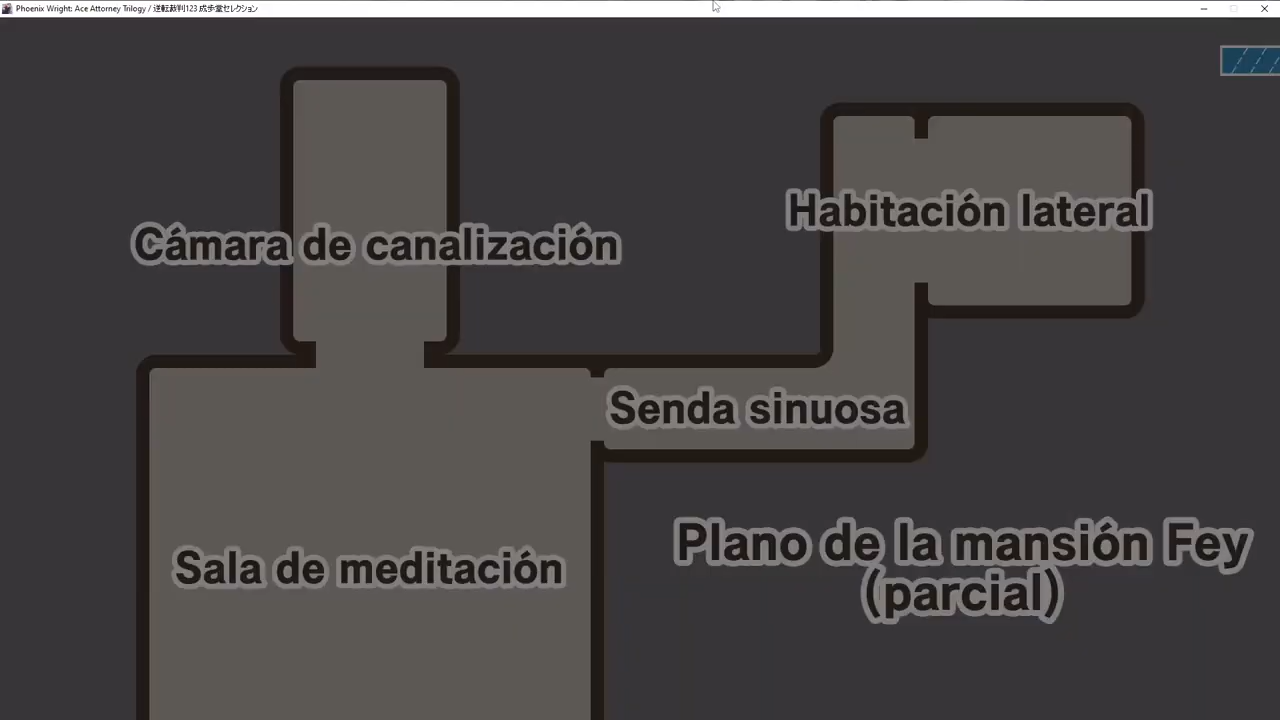 Phoenix Wright: Ace Attorney Trilogy / 逆転裁判123 成歩堂セレクション
Habitación lateral
Cámara de canalización
Senda sinuosa
Plano de la mansión Fey
(parcial)
Sala de meditación